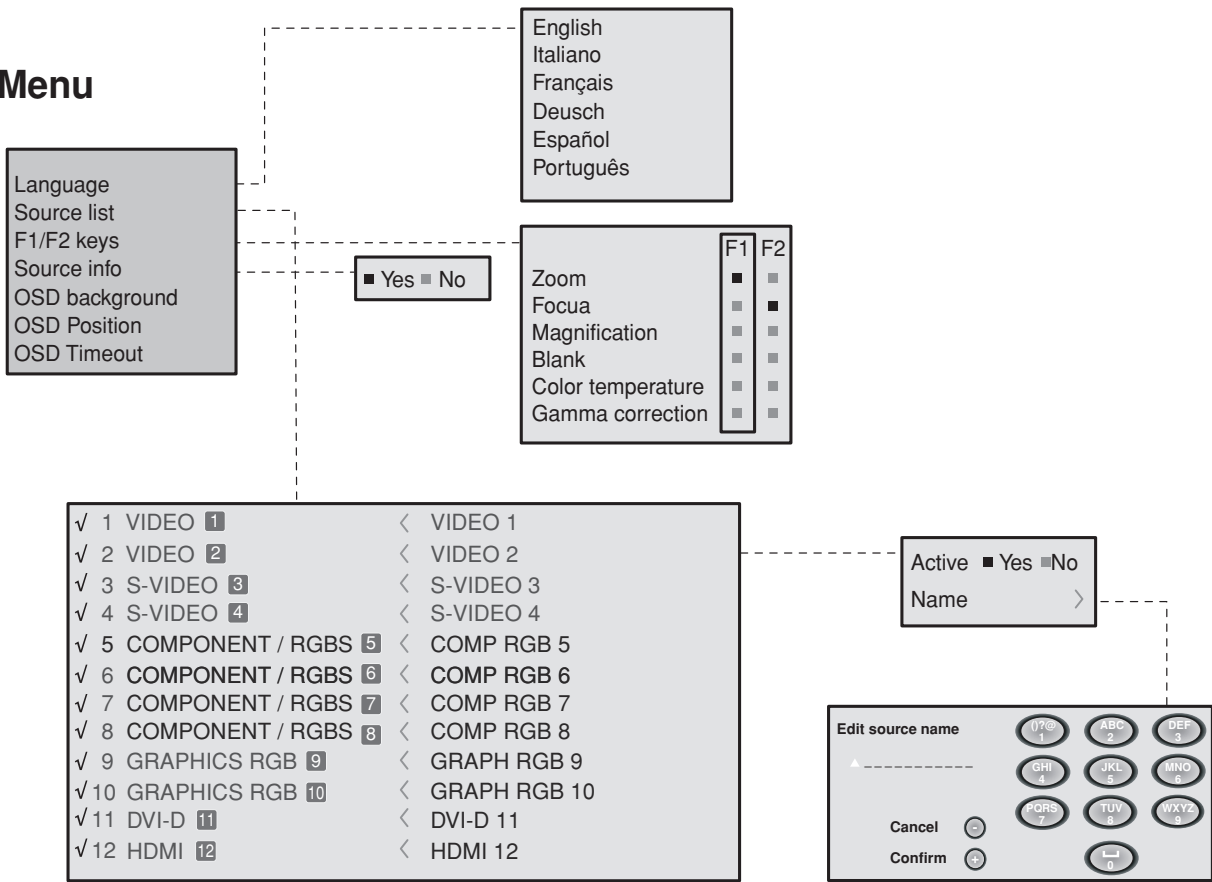 Menu
English
Italiano
Français
Deusch
Español
Português
Language
Source list
F1/F2 keys
Source info
OSD background
OSD Position
OSD Timeout
■ Yes ■ No
F1 F2
Zoom
Focua
Magnification
Blank
Color temperature
Gamma correction
√ 1 VIDEO 1 〈 VIDEO 1
√ 2 VIDEO 2 〈 VIDEO 2
√ 3 S-VIDEO 3 〈 S-VIDEO 3
√ 4 S-VIDEO 4 〈 S-VIDEO 4
√ 5 COMPONENT / RGBS 5 〈 COMP RGB 5
√ 6 COMPONENT / RGBS 6 〈 COMP RGB 6
√ 7 COMPONENT / RGBS 7 〈 COMP RGB 7
√ 8 COMPONENT / RGBS 8 〈 COMP RGB 8
√ 9 GRAPHICS RGB 9 〈 GRAPH RGB 9
√ 10 GRAPHICS RGB 10 〈 GRAPH RGB 10
√ 11 DVI-D 11 〈 DVI-D 11
√ 12 HDMI 12 〈 HDMI 12
Active ■ Yes ■ No
Name 〉
Edit source name
()?@ ABC DEF
1 2 3
GHI JKL MNO
4 5 6
PQRS TUV WXYZ
7 8 9
Cancel -
Confirm +
0